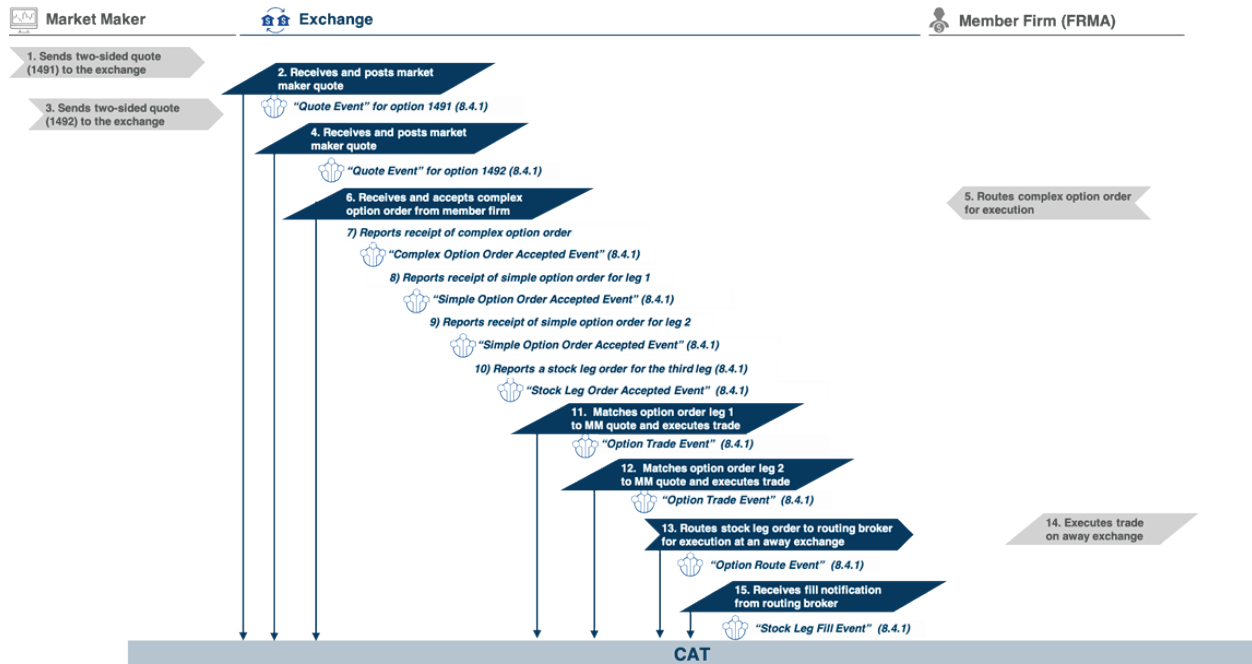 Market Maker
Exchange
Member Firm (FRMA)
1. Sends two-sided quote
(1491) to the exchange
2. Receives and posts market
maker quote
“Quote Event” for option 1491 (8.4.1)
3. Sends two-sided quote
(1492) to the exchange
4. Receives and posts market
maker quote
“Quote Event” for option 1492 (8.4.1)
5. Routes complex option order
for execution
6. Receives and accepts complex
option order from member firm
7) Reports receipt of complex option order
“Complex Option Order Accepted Event” (8.4.1)
8) Reports receipt of simple option order for leg 1
“Simple Option Order Accepted Event” (8.4.1)
9) Reports receipt of simple option order for leg 2
“Simple Option Order Accepted Event” (8.4.1)
10) Reports a stock leg order for the third leg (8.4.1)
“Stock Leg Order Accepted Event” (8.4.1)
11. Matches option order leg 1
to MM quote and executes trade
“Option Trade Event” (8.4.1)
12. Matches option order leg 2
to MM quote and executes trade
“Option Trade Event” (8.4.1)
13. Routes stock leg order to routing broker
for execution at an away exchange
“Option Route Event” (8.4.1)
14. Executes trade
on away exchange
15. Receives fill notification
from routing broker
“Stock Leg Fill Event” (8.4.1)
CAT